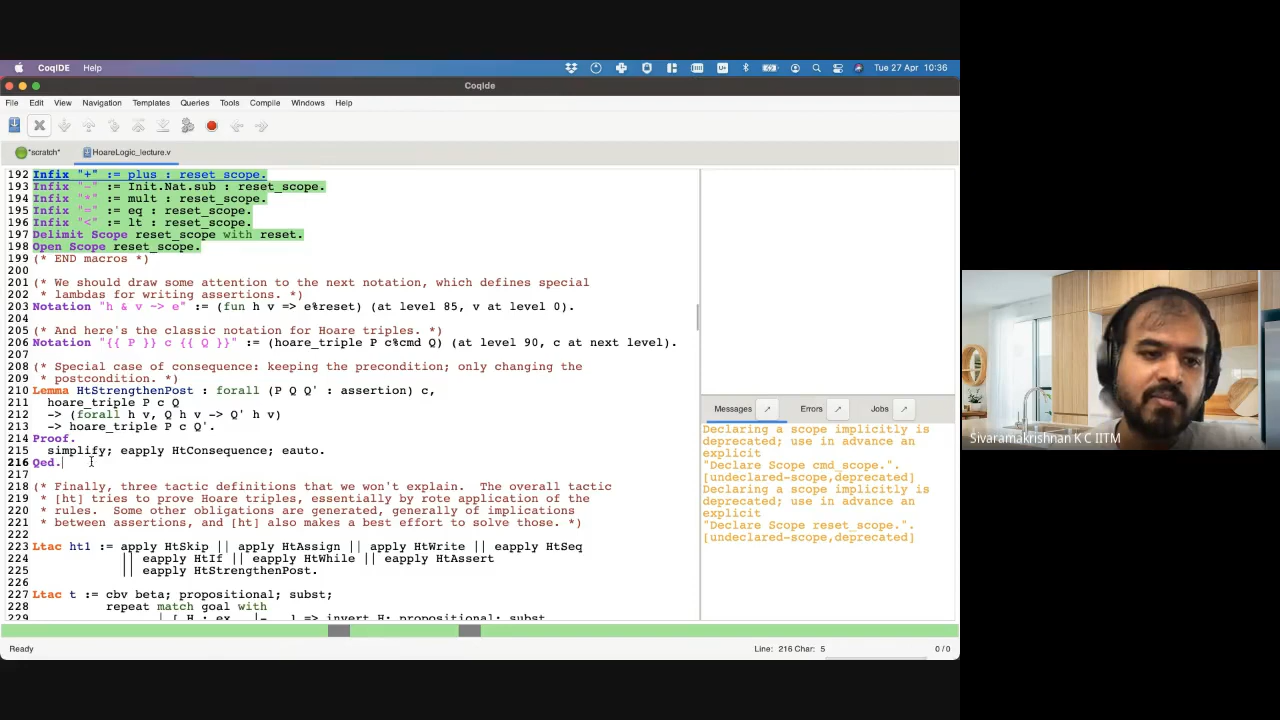 CoqIDE Help Tue 27 Apr 10:36
CoqIde
File Edit View Navigation Templates Queries Tools Compile Windows Help
*scratch* HoareLogic_lecture.v
192 Infix "+" := plus : reset_scope.
193 Infix "-" := Init.Nat.sub : reset_scope.
194 Infix "*" := mult : reset_scope.
195 Infix "=" := eq : reset_scope.
196 Infix "<" := lt : reset_scope.
197 Delimit Scope reset_scope with reset.
198 Open Scope reset_scope.
199 (* END macros *)
200
201 (* We should draw some attention to the next notation, which defines special
202 * lambdas for writing assertions. *)
203 Notation "h & v ~> e" := (fun h v => e%reset) (at level 85, v at level 0).
204
205 (* And here's the classic notation for Hoare triples. *)
206 Notation "{{ P }} c {{ Q }}" := (hoare_triple P c%cmd Q) (at level 90, c at next level).
207
208 (* Special case of consequence: keeping the precondition; only changing the
209 * postcondition. *)
210 Lemma HtStrengthenPost : forall (P Q Q' : assertion) c,
211 hoare_triple P c Q
212 -> (forall h v, Q h v -> Q' h v)
213 -> hoare_triple P c Q'.
214 Proof.
215 simplify; eapply HtConsequence; eauto.
216 Qed.
217
218 (* Finally, three tactic definitions that we won't explain. The overall tactic
219 * [ht] tries to prove Hoare triples, essentially by rote application of the
220 * rules. Some other obligations are generated, generally of implications
221 * between assertions, and [ht] also makes a best effort to solve those. *)
222
223 Ltac ht1 := apply HtSkip || apply HtAssign || apply HtWrite || eapply HtSeq
224 || eapply HtIf || eapply HtWhile || eapply HtAssert
225 || eapply HtStrengthenPost.
226
227 Ltac t := cbv beta; propositional; subst;
228 repeat match goal with
229 | [ H : ex _ |- _ ] => invert H; propositional; subst
Messages Errors Jobs
Declaring a scope implicitly is
deprecated; use in advance an
explicit
"Declare Scope cmd_scope.".
[undeclared-scope,deprecated]
Declaring a scope implicitly is
deprecated; use in advance an
explicit
"Declare Scope reset_scope.".
[undeclared-scope,deprecated]
Ready Line: 216 Char: 5 0 / 0
Sivaramakrishnan K C IITM